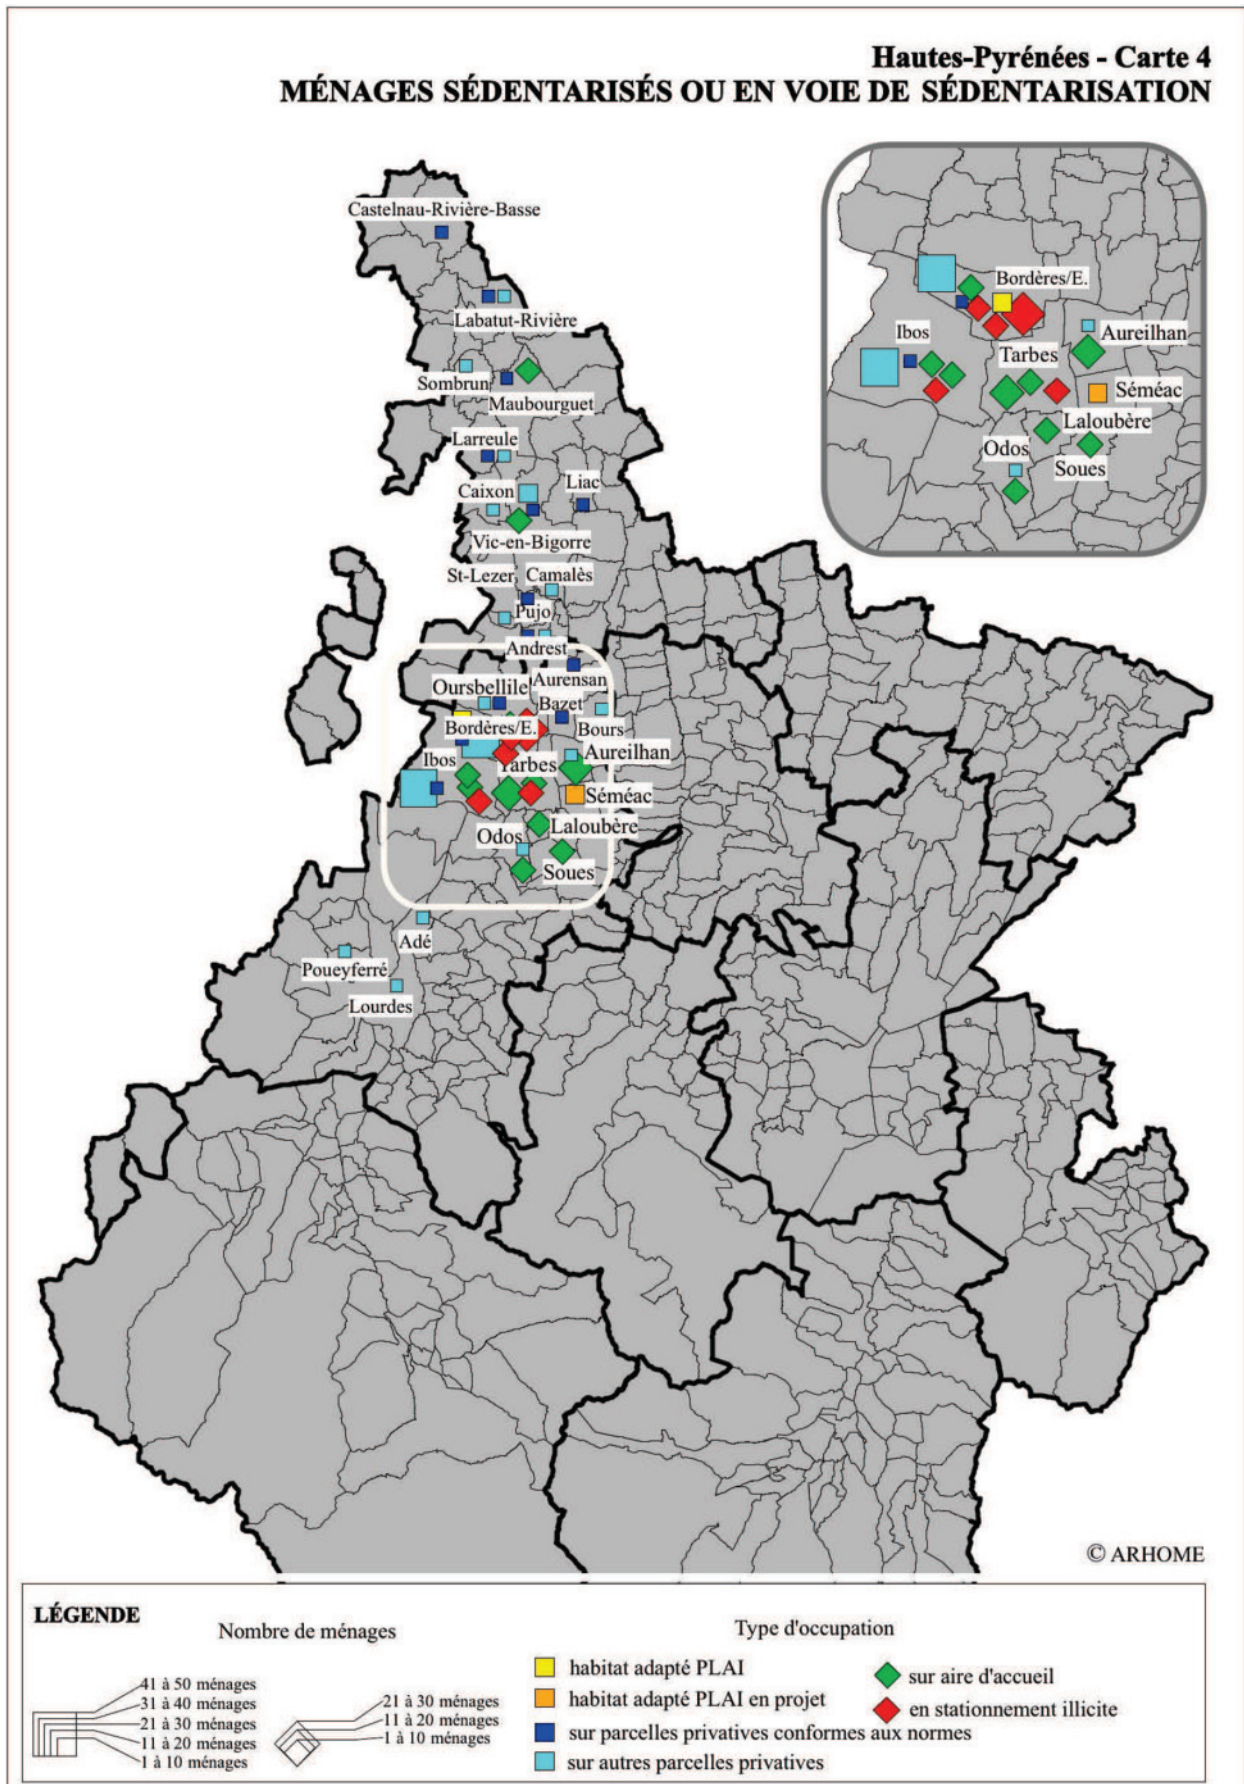 Hautes-Pyrénées - Carte 4
MÉNAGES SÉDENTARISÉS OU EN VOIE DE SÉDENTARISATION
Castelnau-Rivière-Basse
Labatut-Rivière
Sombrun
Maubourguet
Larreule
Caixon
Liac
Vic-en-Bigorre
St-Lezer
Camalès
Pujo
Andrest
Oursbellile
Aurensan
Bazet
Bordères/E.
Bours
Ibos
Tarbes
Aureilhan
Séméac
Odos
Laloubère
Soues
Adé
Poueyferré
Lourdes
Bordères/E.
Ibos
Aureilhan
Tarbes
Séméac
Laloubère
Odos
Soues
© ARHOME
LÉGENDE
Nombre de ménages
41 à 50 ménages
31 à 40 ménages
21 à 30 ménages
11 à 20 ménages
1 à 10 ménages
21 à 30 ménages
11 à 20 ménages
1 à 10 ménages
Type d'occupation
habitat adapté PLAI
habitat adapté PLAI en projet
sur parcelles privatives conformes aux normes
sur autres parcelles privatives
sur aire d'accueil
en stationnement illicite